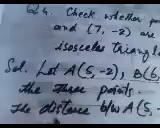 Q4. Check whether
and (7, -2) are
isosceles triangle
Sol. Let A(5, -2), B(6,
the three points.
The distance b/w A(5,